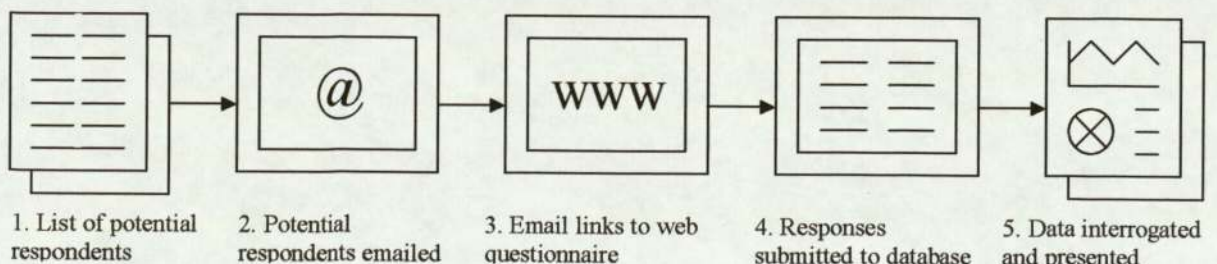 @
WWW
1. List of potential
respondents
2. Potential
respondents emailed
3. Email links to web
questionnaire
4. Responses
submitted to database
5. Data interrogated
and presented